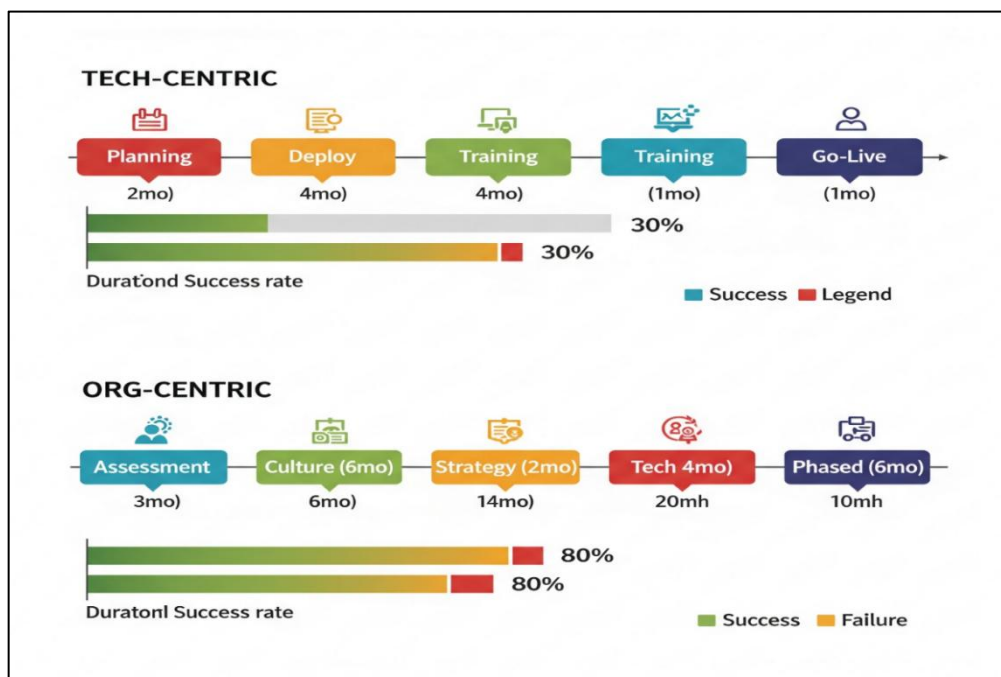 TECH-CENTRIC
Planning Deploy Training Training Go-Live
2mo) 4mo) 4mo) (1mo) (1mo)
30%
30%
Durationd Success rate
Success Legend
ORG-CENTRIC
Assessment Culture (6mo) Strategy (2mo) Tech 4mo) Phased (6mo)
3mo) 6mo) 14mo) 20mh 10mh
80%
80%
Duratonl Success rate
Success Failure